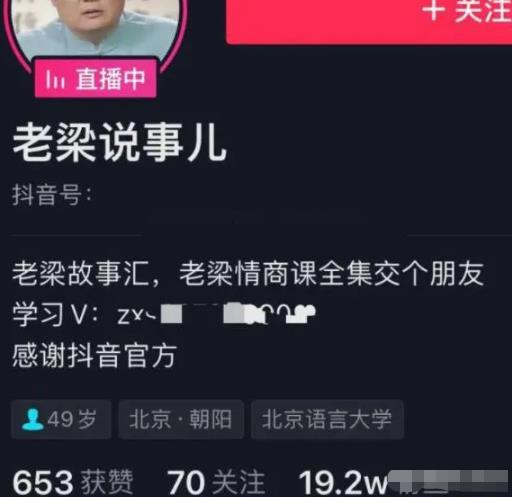 + 关注
直播中
老梁说事儿
抖音号：
老梁故事汇，老梁情商课全集交个朋友
学习V：zx
感谢抖音官方
49岁 北京·朝阳 北京语言大学
653 获赞 70 关注 19.2w